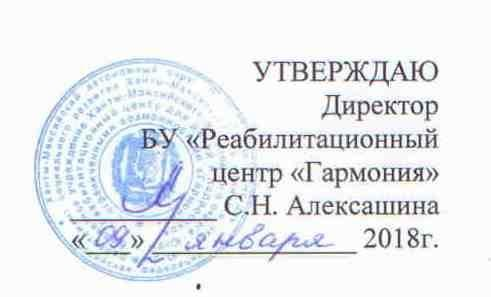 УТВЕРЖДАЮ
Директор
БУ «Реабилитационный
центр «Гармония»
С.Н. Алексашина
«09» января 2018г.